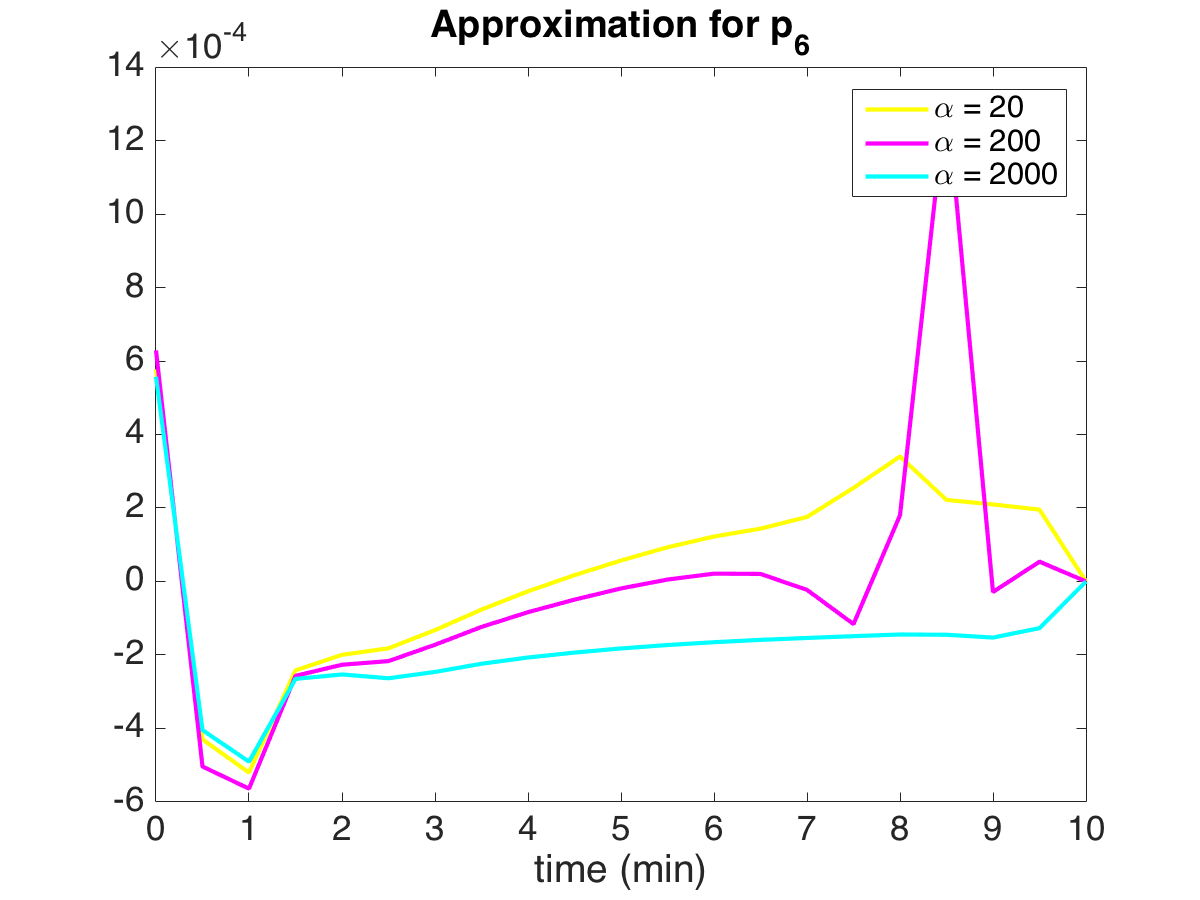 Approximation for p₆
×10⁻⁴
14
12
10
8
6
4
2
0
-2
-4
-6
0 1 2 3 4 5 6 7 8 9 10
time (min)
α = 20
α = 200
α = 2000